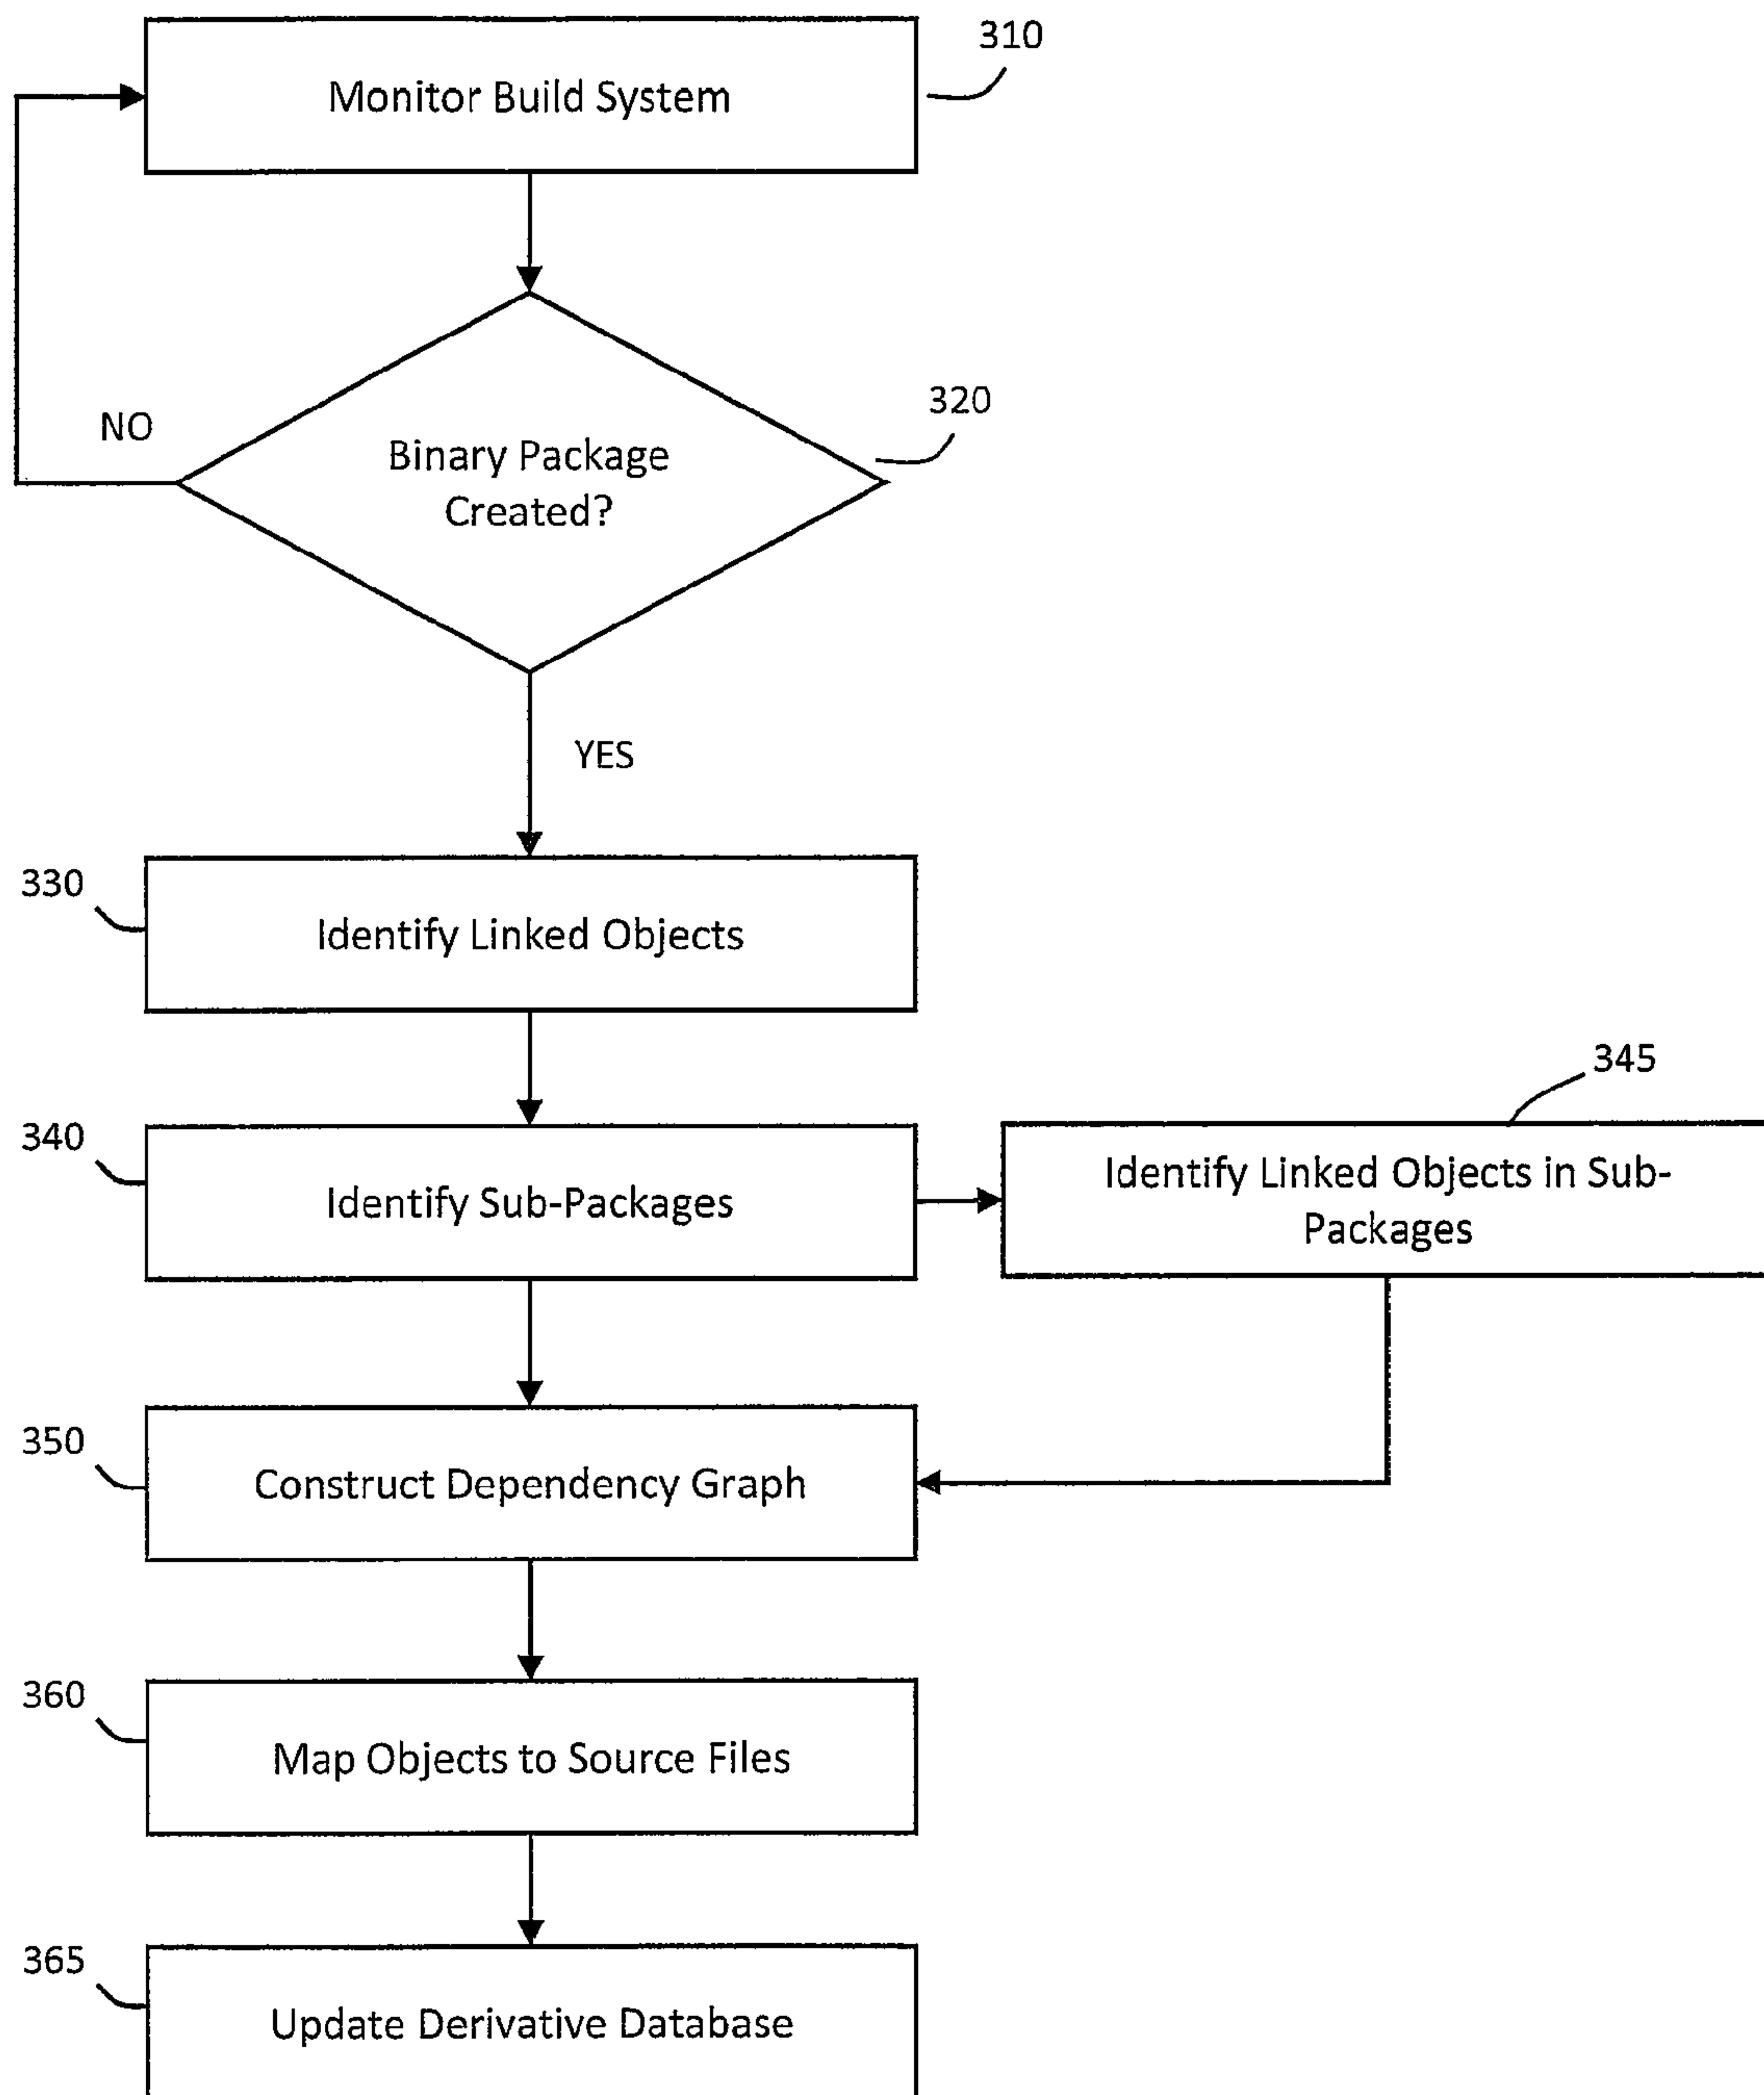 310
Monitor Build System
320
NO
Binary Package
Created?
YES
330
Identify Linked Objects
345
340
Identify Sub-Packages
Identify Linked Objects in Sub-
Packages
350
Construct Dependency Graph
360
Map Objects to Source Files
365
Update Derivative Database